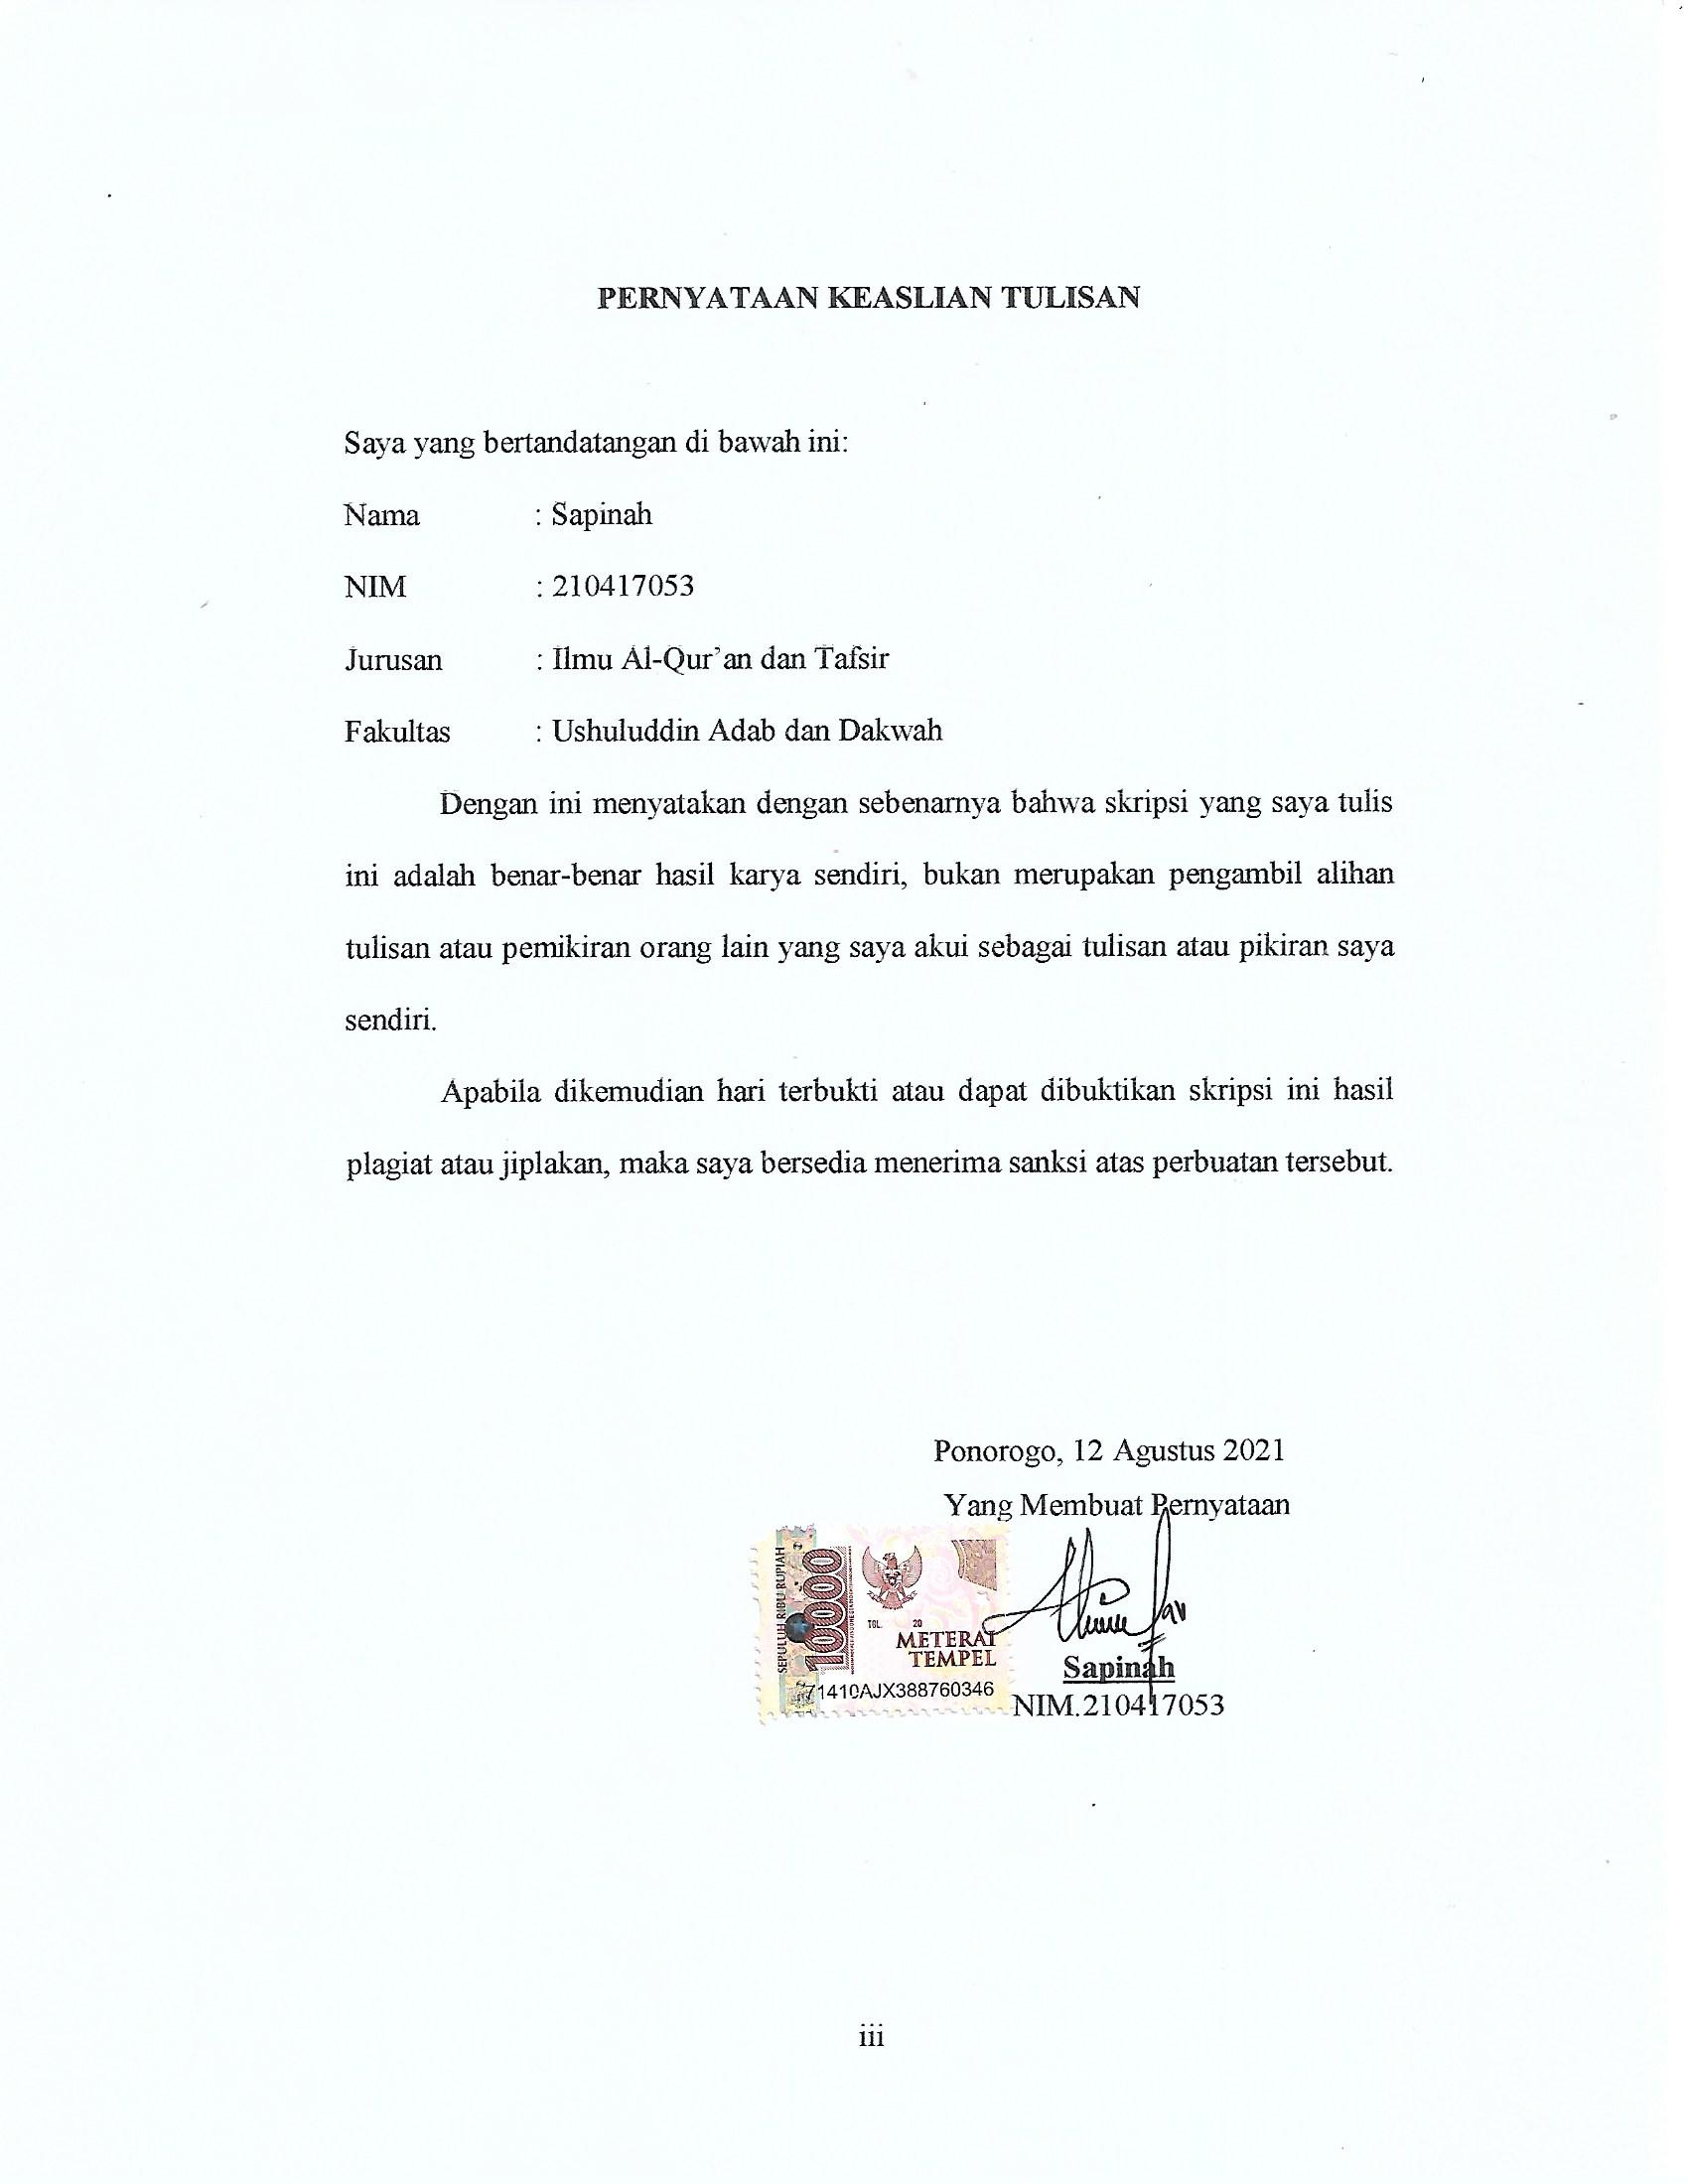 PERNYATAAN KEASLIAN TULISAN
Saya yang bertandatangan di bawah ini:
Nama : Sapinah
NIM : 210417053
Jurusan : Ilmu Al-Qur’an dan Tafsir
Fakultas : Ushuluddin Adab dan Dakwah
Dengan ini menyatakan dengan sebenarnya bahwa skripsi yang saya tulis
ini adalah benar-benar hasil karya sendiri, bukan merupakan pengambil alihan
tulisan atau pemikiran orang lain yang saya akui sebagai tulisan atau pikiran saya
sendiri.
Apabila dikemudian hari terbukti atau dapat dibuktikan skripsi ini hasil
plagiat atau jiplakan, maka saya bersedia menerima sanksi atas perbuatan tersebut.
Ponorogo, 12 Agustus 2021
Yang Membuat Pernyataan
SEPULUH RIBU RUPIAH
10000
TGL. 20
METERAI
TEMPEL
71410AJX388760346
Sapinah
NIM.210417053
iii